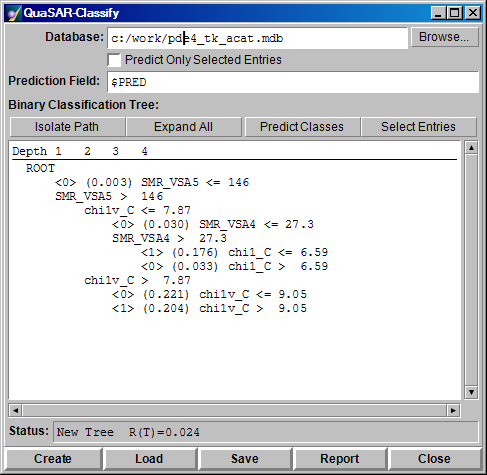 QuaSAR-Classify
Database: c:/work/pde4_tk_acat.mdb Browse...
Predict Only Selected Entries
Prediction Field: $PRED
Binary Classification Tree:
Isolate Path Expand All Predict Classes Select Entries
Depth 1 2 3 4
ROOT
<0> (0.003) SMR_VSA5 <= 146
SMR_VSA5 > 146
chi1v_C <= 7.87
<0> (0.030) SMR_VSA4 <= 27.3
SMR_VSA4 > 27.3
<1> (0.176) chi1_C <= 6.59
<0> (0.033) chi1_C > 6.59
chi1v_C > 7.87
<0> (0.221) chi1v_C <= 9.05
<1> (0.204) chi1v_C > 9.05
Status: New Tree R(T)=0.024
Create Load Save Report Close